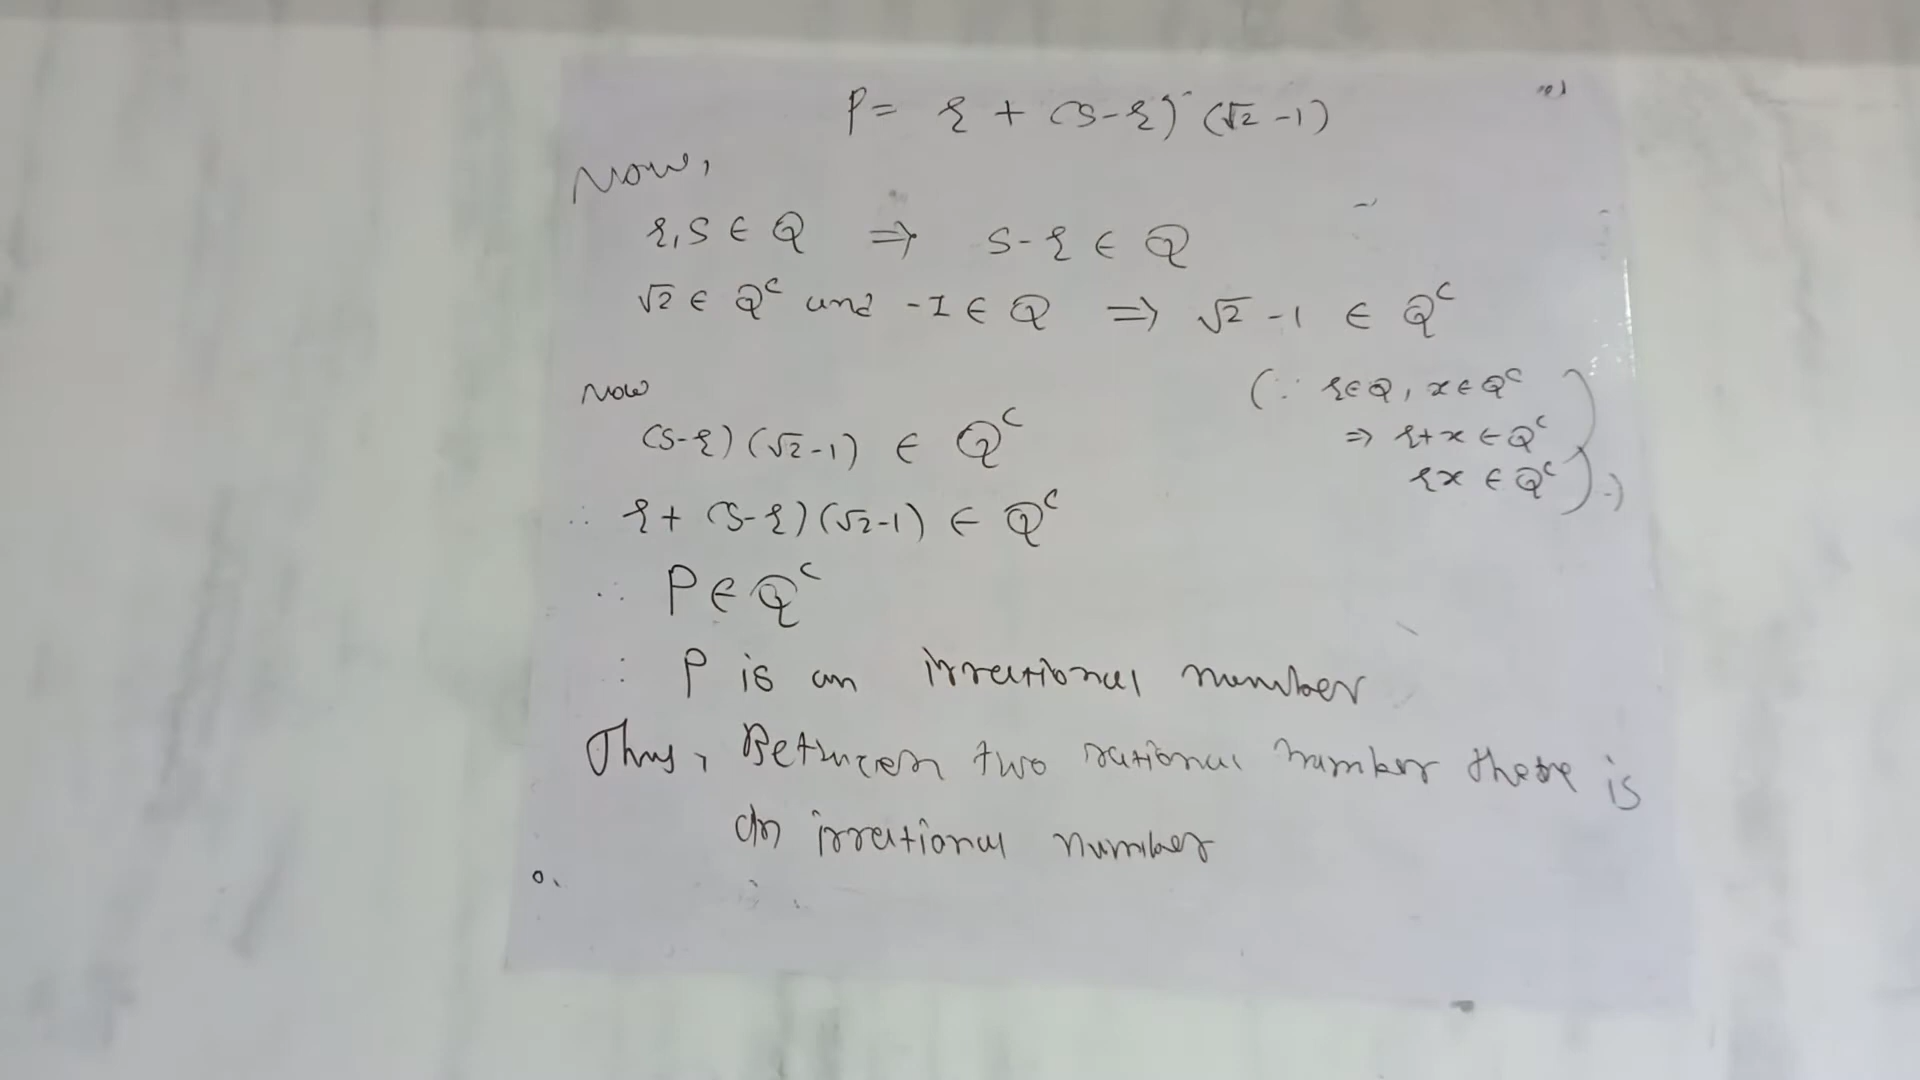 P = r + (s-r) (√2 -1)
Now,
r, s ∈ Q ⇒ s-r ∈ Q
√2 ∈ Q^c and -1 ∈ Q ⇒ √2 -1 ∈ Q^c
Now
(s-r) (√2-1) ∈ Q^c
(∵ r∈Q, x∈Q^c
⇒ r+x ∈ Q^c
rx ∈ Q^c)
∴ r + (s-r) (√2-1) ∈ Q^c
∴ P ∈ Q^c
∴ P is an irrational number
Thus, Between two rational number there is
an irrational number